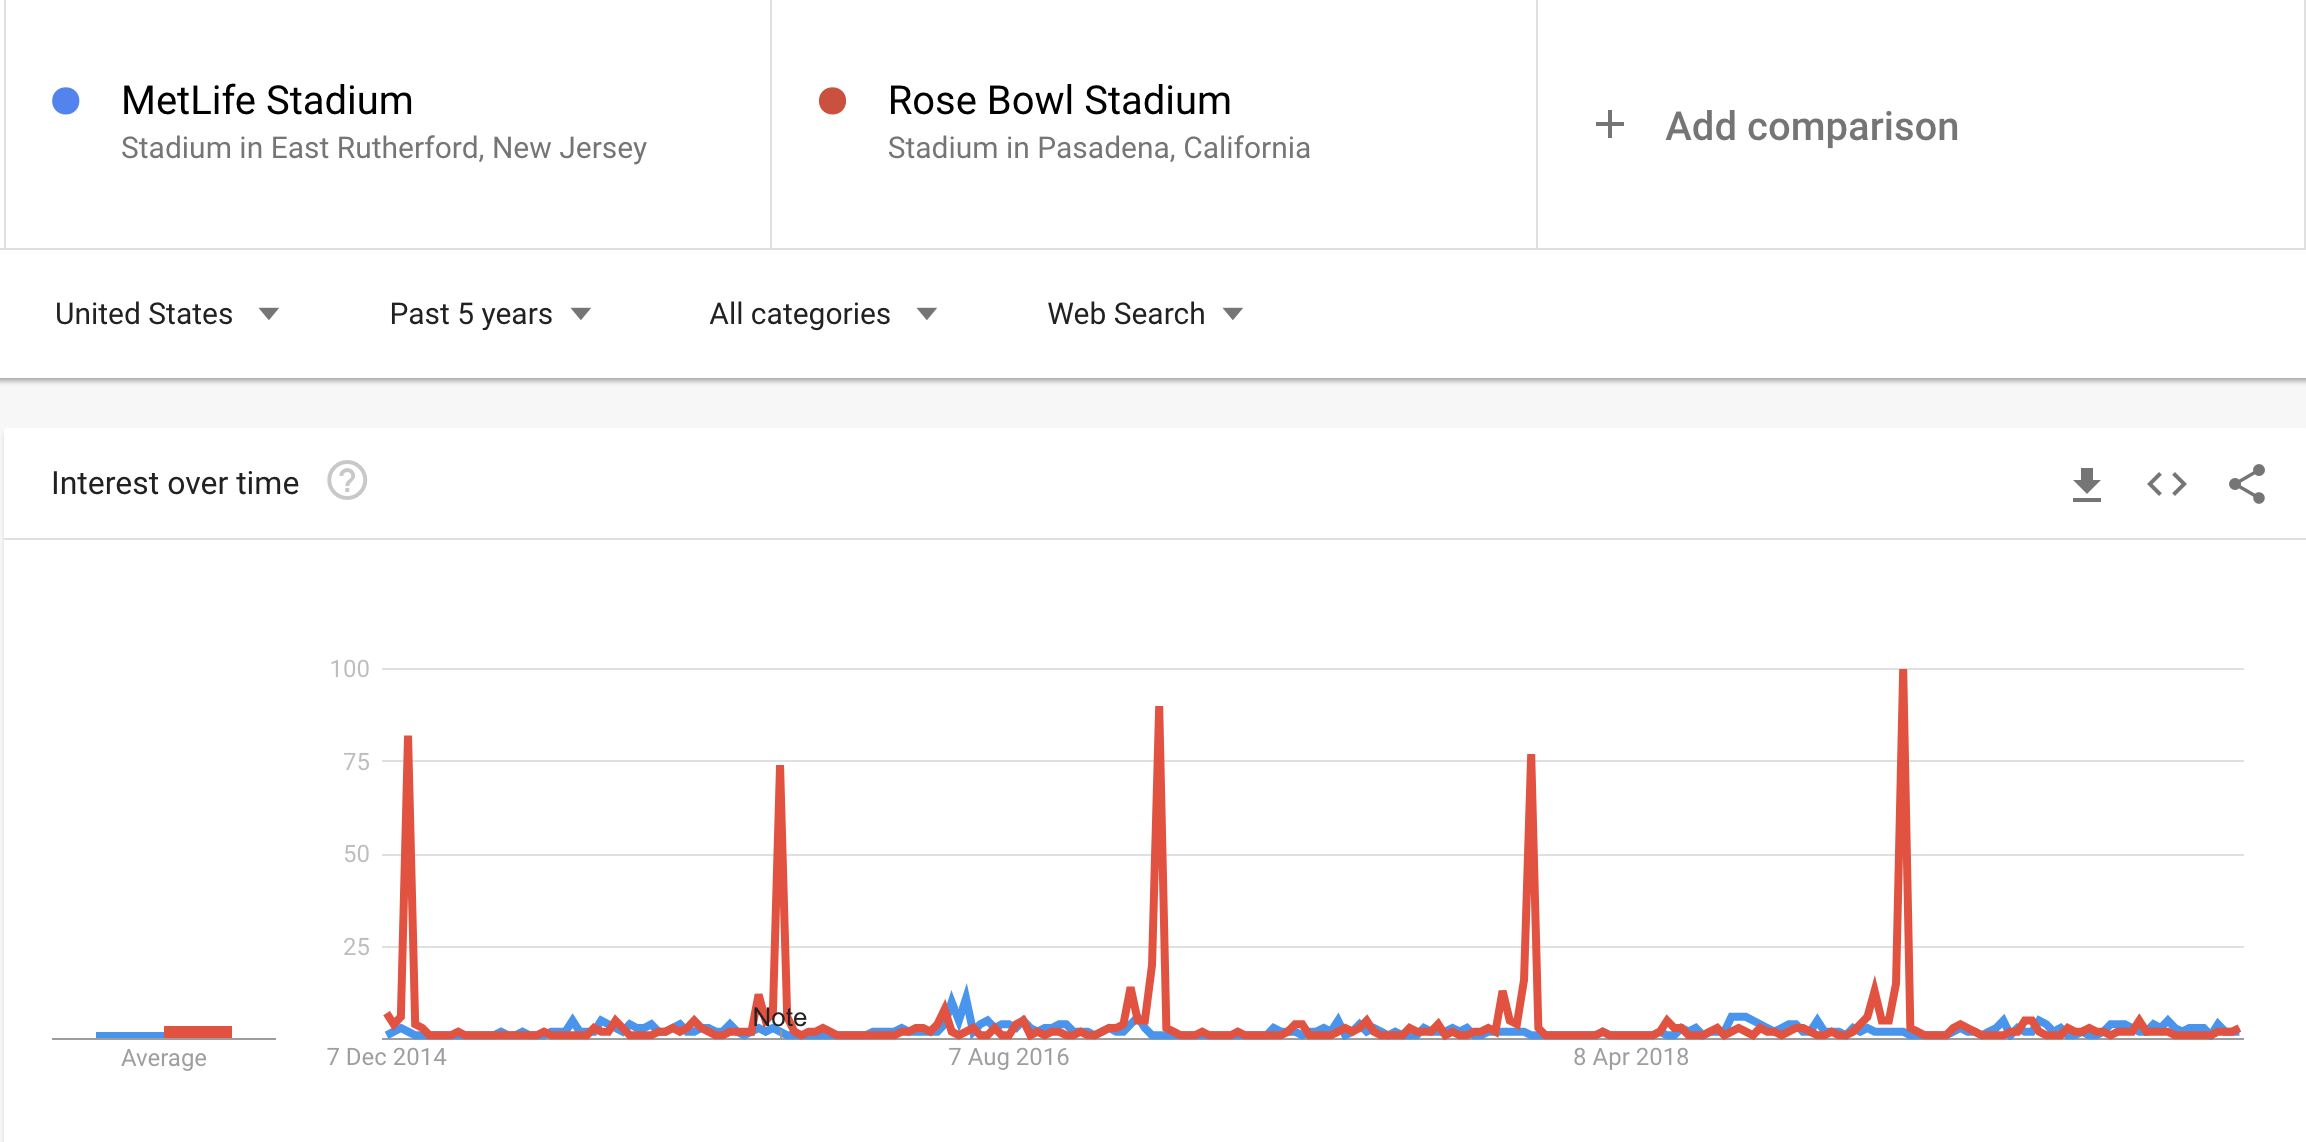 MetLife Stadium
Stadium in East Rutherford, New Jersey
Rose Bowl Stadium
Stadium in Pasadena, California
+ Add comparison
United States
Past 5 years
All categories
Web Search
Interest over time
?
100
75
50
25
Note
Average
7 Dec 2014
7 Aug 2016
8 Apr 2018